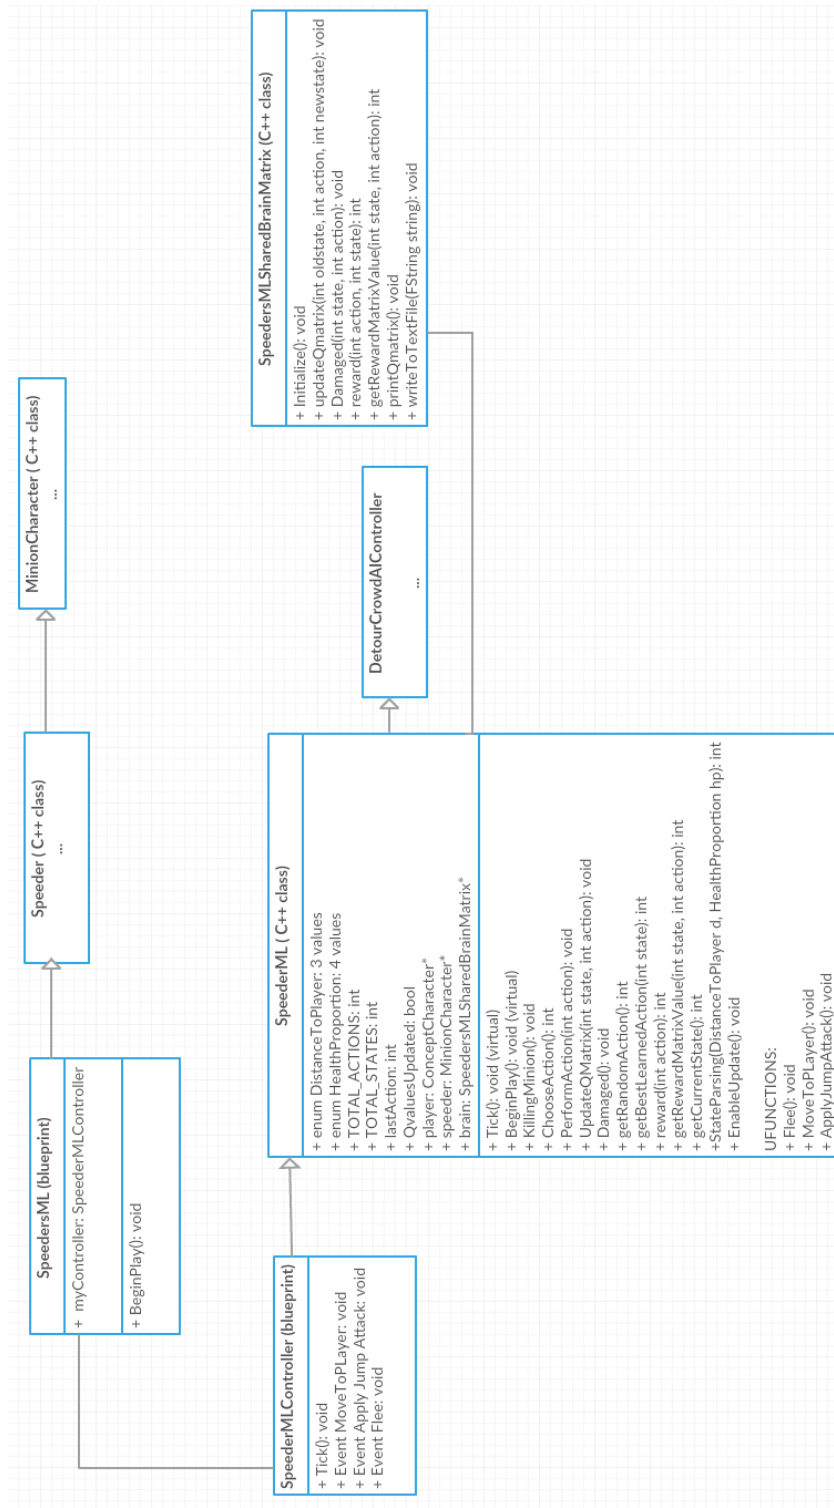 SpeedersML (blueprint)
+ myController: SpeederMLController
+ BeginPlay(): void
Speeder ( C++ class)
...
MinionCharacter ( C++ class)
...
SpeederMLController (blueprint)
+ Tick(): void
+ Event MoveToPLayer: void
+ Event Apply Jump Attack: void
+ Event Flee: void
SpeederML ( C++ class)
+ enum DistanceToPlayer: 3 values
+ enum HealthProportion: 4 values
+ TOTAL_ACTIONS: int
+ TOTAL_STATES: int
+ lastAction: int
+ QvaluesUpdated: bool
+ player: ConceptCharacter*
+ speeder: MinionCharacter*
+ brain: SpeedersMLSharedBrainMatrix*
+ Tick(): void (virtual)
+ BeginPlay(): void (virtual)
+ KillingMinion(): void
+ ChooseAction(): int
+ PerformAction(int action): void
+ UpdateQMatrix(int state, int action): void
+ Damaged(): void
+ getRandomAction(): int
+ getBestLearnedAction(int state): int
+ reward(int action): int
+ getRewardMatrixValue(int state, int action): int
+ getCurrentState(): int
+StateParsing(DistanceToPlayer d, HealthProportion hp): int
+ EnableUpdate(): void
UFUNCTIONS:
+ Flee(): void
+ MoveToPLayer(): void
+ ApplyJumpAttack(): void
DetourCrowdAIController
...
SpeedersMLSharedBrainMatrix (C++ class)
+ Initialize(): void
+ updateQmatrix(int oldstate, int action, int newstate): void
+ Damaged(int state, int action): void
+ reward(int action, int state): int
+ getRewardMatrixValue(int state, int action): int
+ printQmatrix(): void
+ writeToTextFile(FString string): void